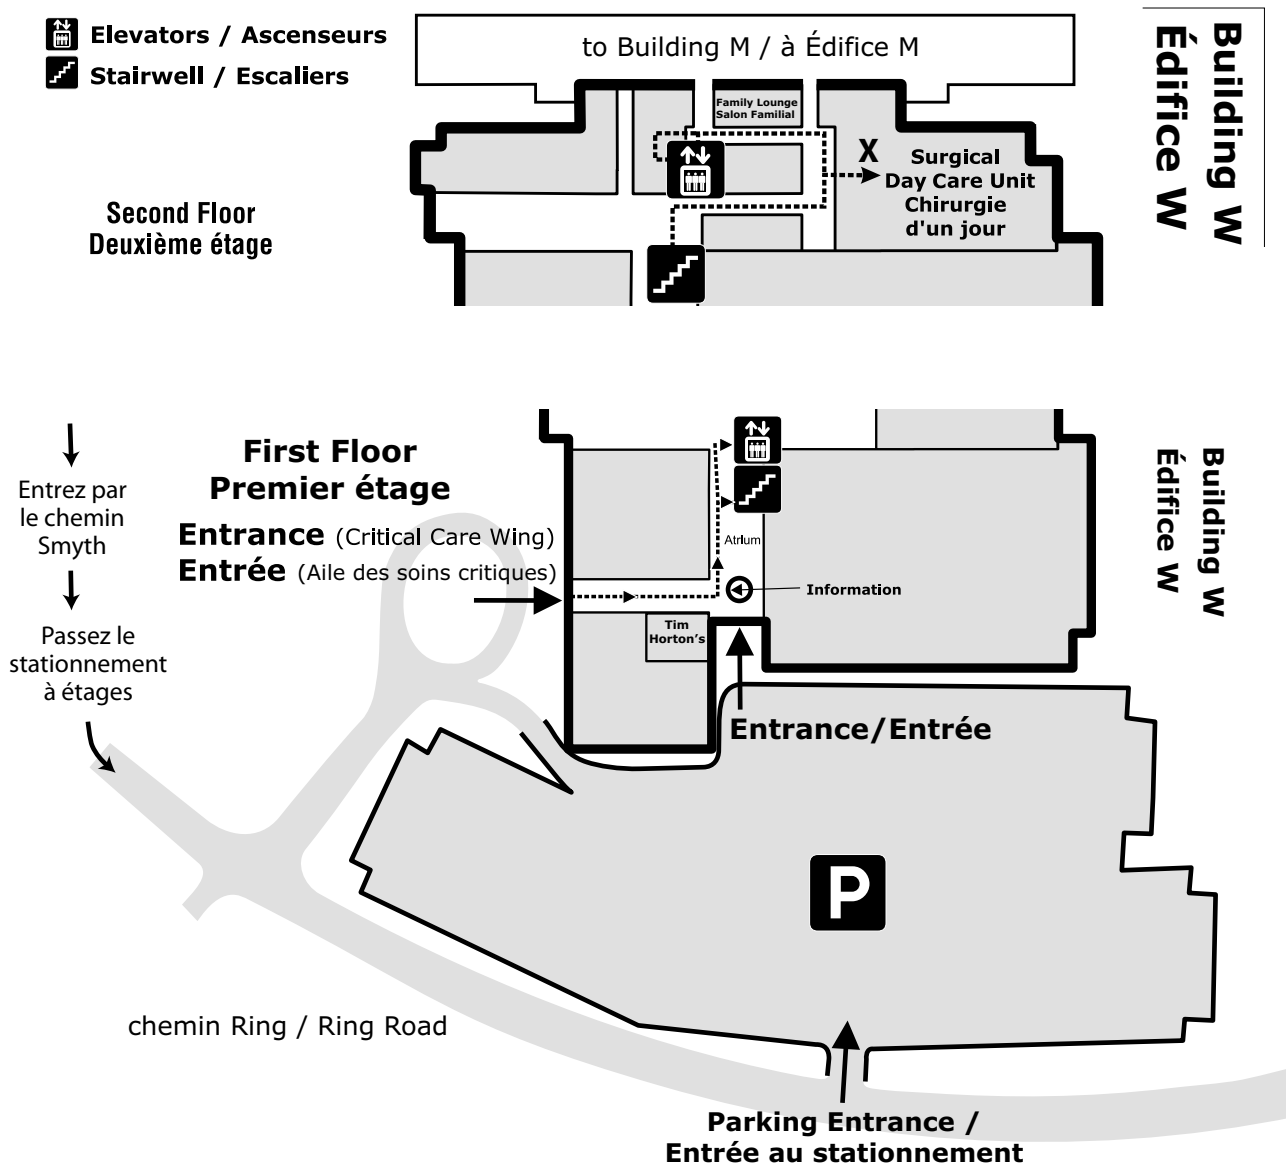 Elevators / Ascenseurs
Stairwell / Escaliers
to Building M / à Édifice M
Building W
Édifice W
Family Lounge
Salon Familial
X
Surgical
Day Care Unit
Chirurgie
d'un jour
Second Floor
Deuxième étage
First Floor
Premier étage
Entrance (Critical Care Wing)
Entrée (Aile des soins critiques)
Building W
Édifice W
Entrez par
le chemin
Smyth
Passez le
stationnement
à étages
Atrium
Information
Tim
Horton's
Entrance/Entrée
P
chemin Ring / Ring Road
Parking Entrance /
Entrée au stationnement